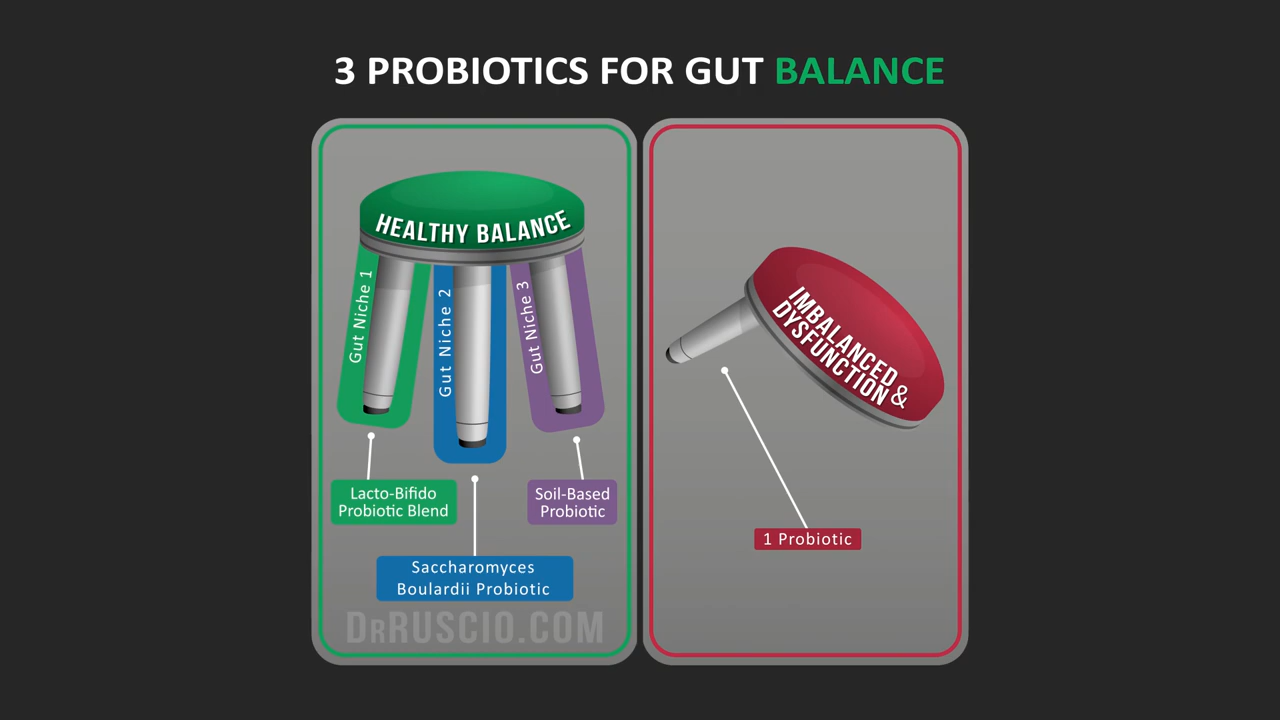 3 PROBIOTICS FOR GUT BALANCE
HEALTHY BALANCE
Gut Niche 1
Gut Niche 2
Gut Niche 3
Lacto-Bifido
Probiotic Blend
Soil-Based
Probiotic
Saccharomyces
Boulardii Probiotic
DRRUSCIO.COM
IMBALANCED &
DYSFUNCTION
1 Probiotic